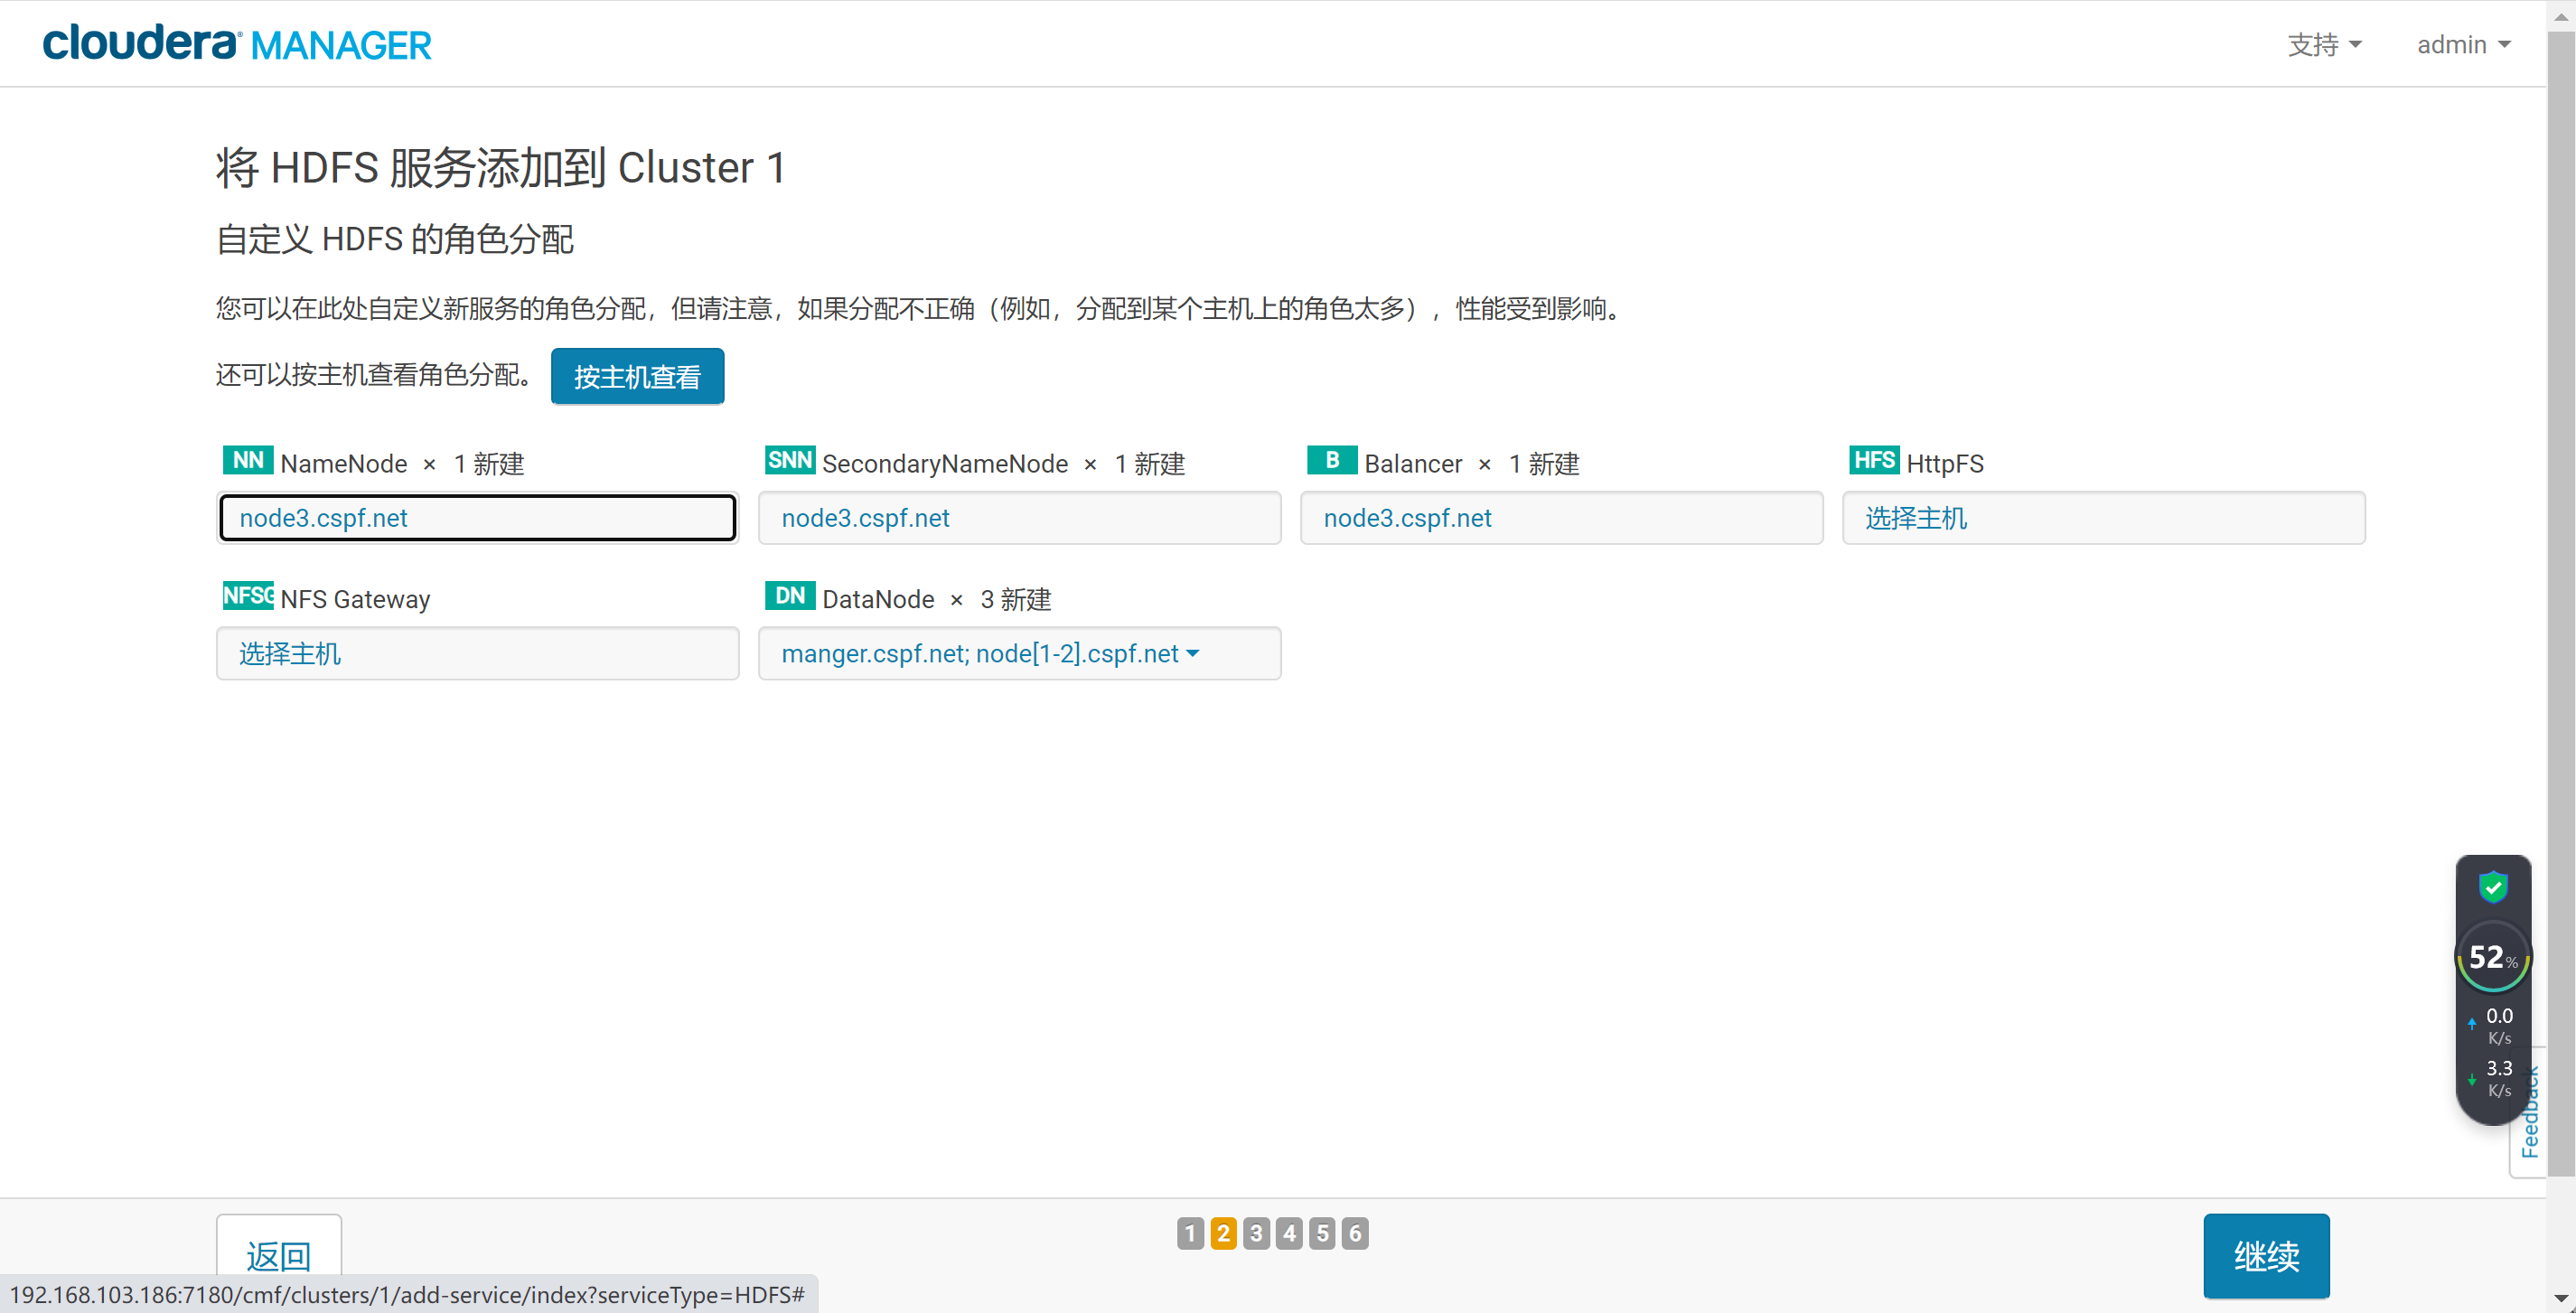 cloudera MANAGER
支持
admin
将 HDFS 服务添加到 Cluster 1
自定义 HDFS 的角色分配
您可以在此处自定义新服务的角色分配，但请注意，如果分配不正确（例如，分配到某个主机上的角色太多），性能受到影响。
还可以按主机查看角色分配。 按主机查看
NN NameNode × 1 新建
node3.cspf.net
SNN SecondaryNameNode × 1 新建
node3.cspf.net
B Balancer × 1 新建
node3.cspf.net
HFS HttpFS
选择主机
NFSG NFS Gateway
选择主机
DN DataNode × 3 新建
manger.cspf.net; node[1-2].cspf.net
52%
0.0
K/s
3.3
K/s
Feedback
返回
1 2 3 4 5 6
继续
192.168.103.186:7180/cmf/clusters/1/add-service/index?serviceType=HDFS#